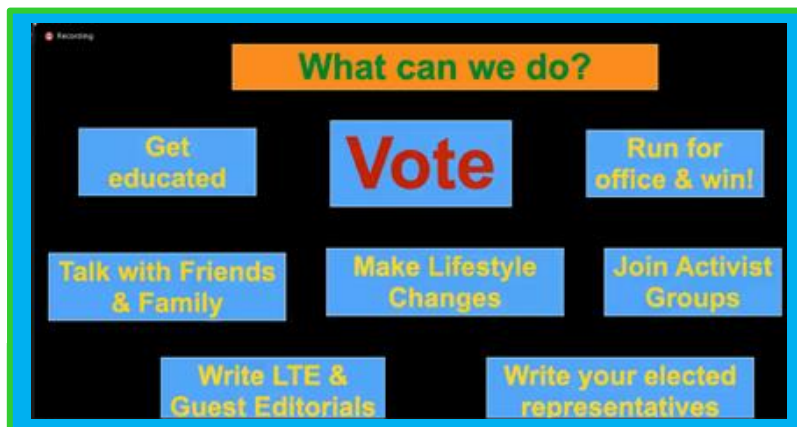 Recording
What can we do?
Get
educated
Vote
Run for
office & win!
Talk with Friends
& Family
Make Lifestyle
Changes
Join Activist
Groups
Write LTE &
Guest Editorials
Write your elected
representatives